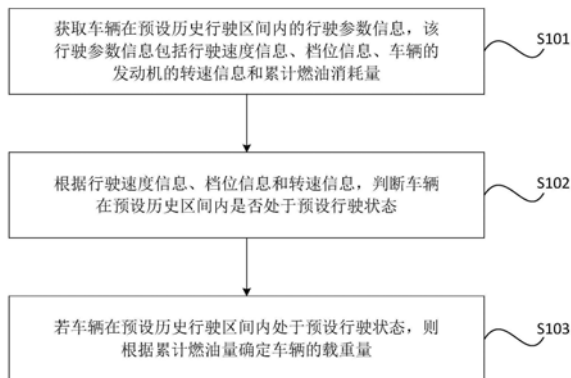 获取车辆在预设历史行驶区间内的行驶参数信息，该
行驶参数信息包括行驶速度信息、档位信息、车辆的
发动机的转速信息和累计燃油消耗量
S101
根据行驶速度信息、档位信息和转速信息，判断车辆
在预设历史区间内是否处于预设行驶状态
S102
若车辆在预设历史行驶区间内处于预设行驶状态，则
根据累计燃油量确定车辆的载重量
S103